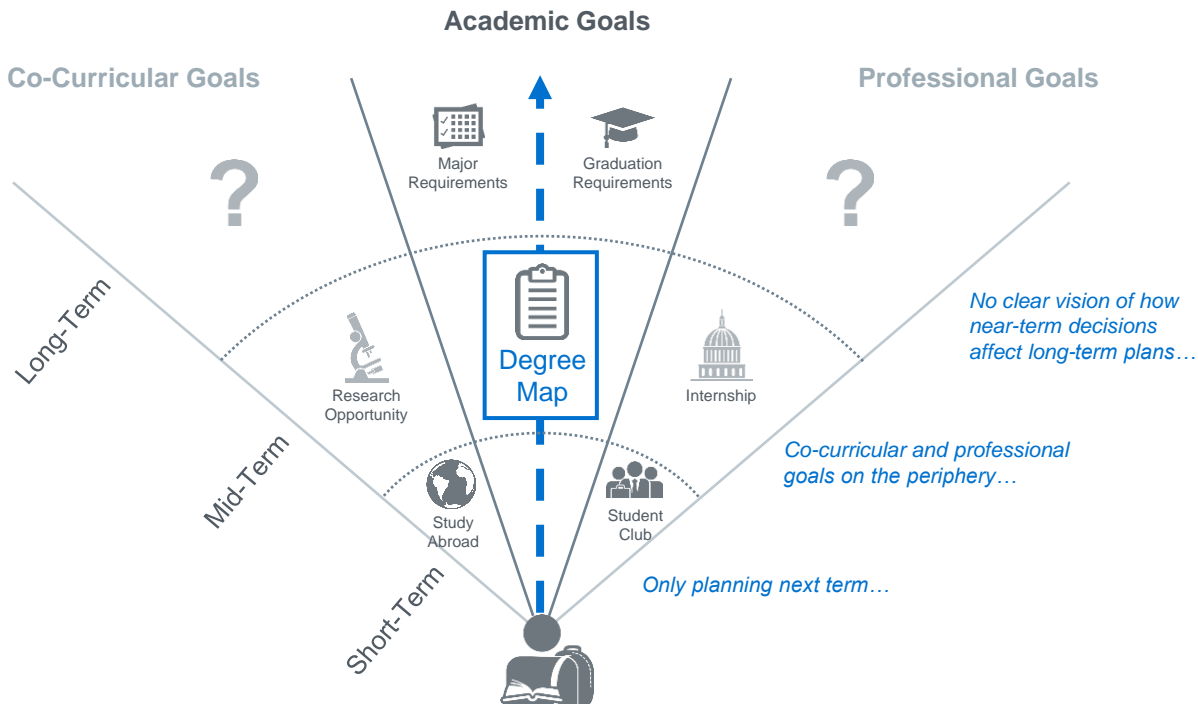 Academic Goals
Co-Curricular Goals
Professional Goals
?
?
Major
Requirements
Graduation
Requirements
Long-Term
Research
Opportunity
Degree
Map
Internship
No clear vision of how
near-term decisions
affect long-term plans…
Mid-Term
Study
Abroad
Student
Club
Co-curricular and professional
goals on the periphery…
Short-Term
Only planning next term…